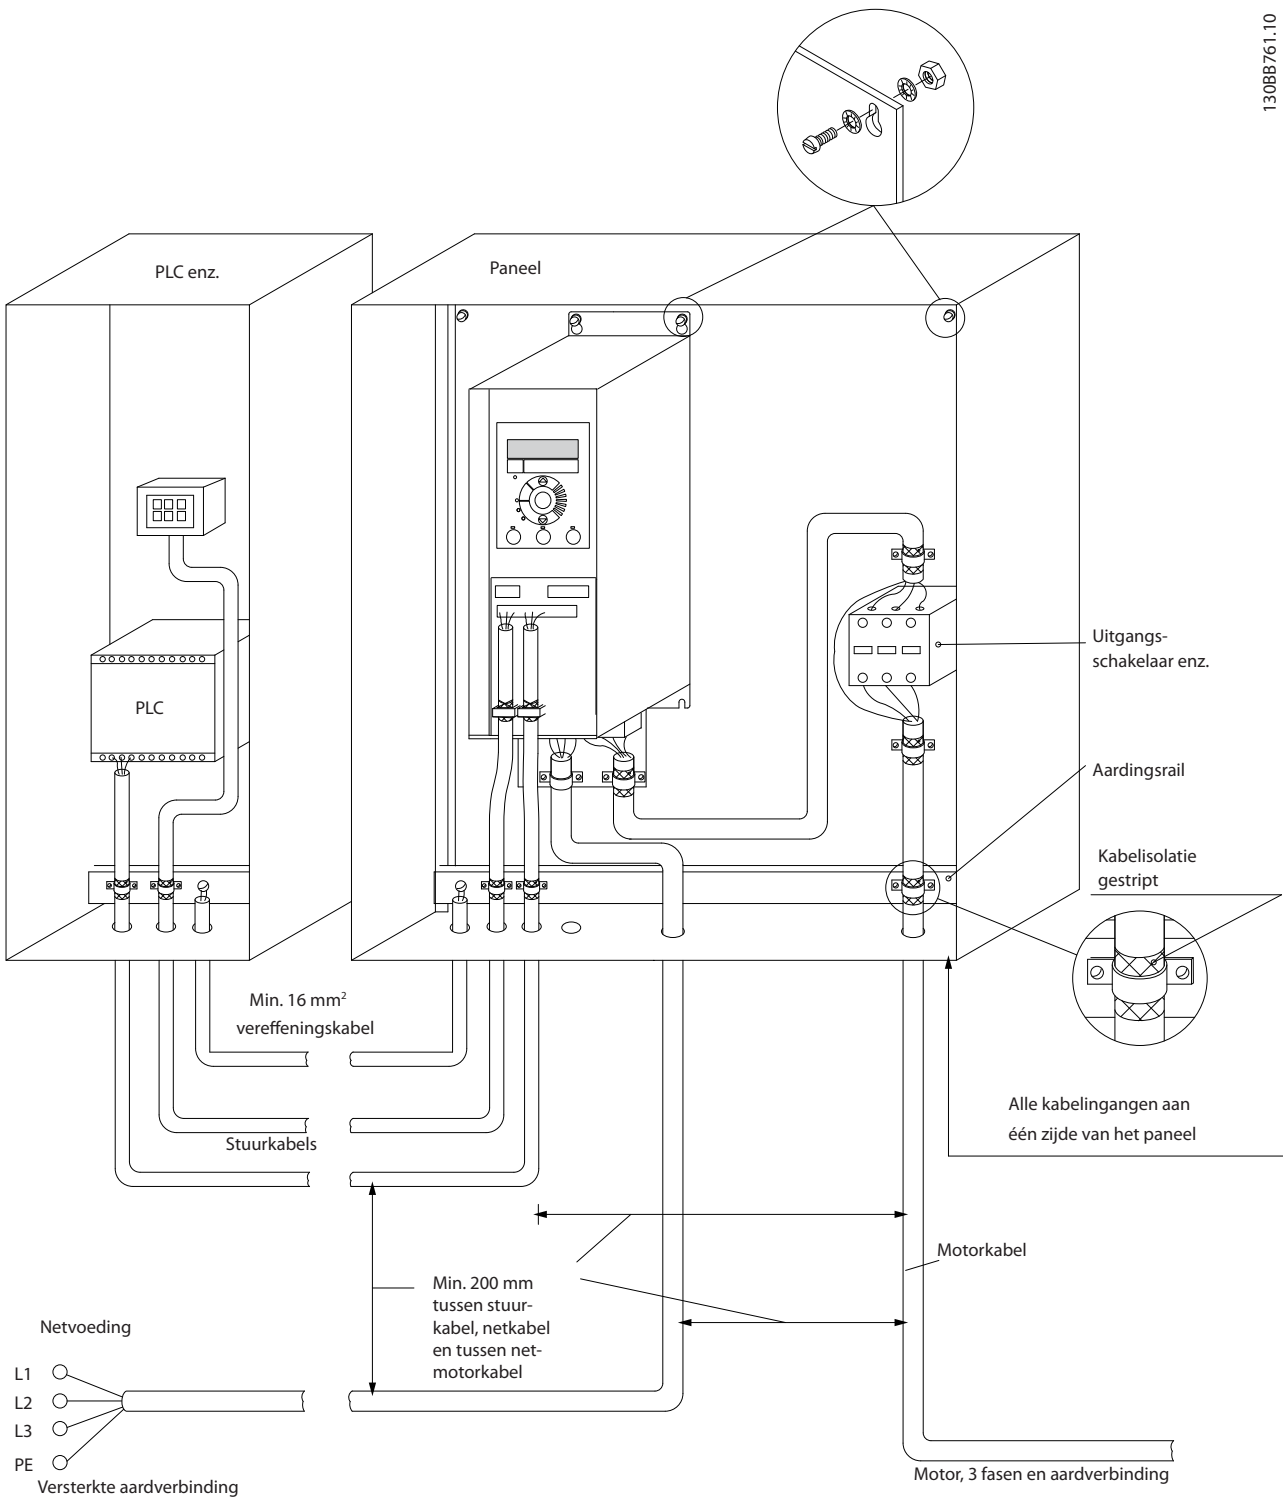 130BB761.10
PLC enz.
Paneel
PLC
Uitgangs-
schakelaar enz.
Aardingsrail
Kabelisolatie
gestript
Min. 16 mm²
vereffeningskabel
Stuurkabels
Alle kabelingangen aan
één zijde van het paneel
Motorkabel
Min. 200 mm
tussen stuur-
kabel, netkabel
en tussen net-
motorkabel
Netvoeding
L1
L2
L3
PE
Versterkte aardverbinding
Motor, 3 fasen en aardverbinding